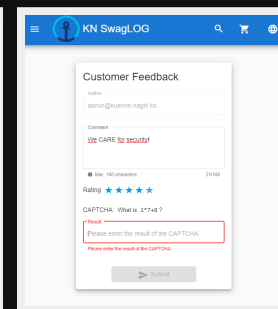 KN SwagLOG
Customer Feedback
Author
admin@kuehne-nagel.kn
Comment
We CARE for security!
Max. 160 characters
21/160
Rating
CAPTCHA: What is 1*7+8 ?
Result
Please enter the result of the CAPTCHA.
Please enter the result of the CAPTCHA.
Submit